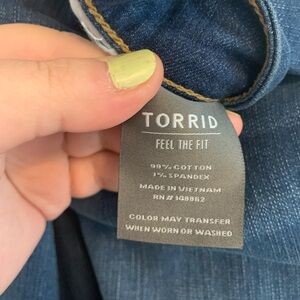 TORRID
FEEL THE FIT
99% COTTON
1% SPANDEX
MADE IN VIETNAM
RN# 148962
COLOR MAY TRANSFER
WHEN WORN OR WASHED